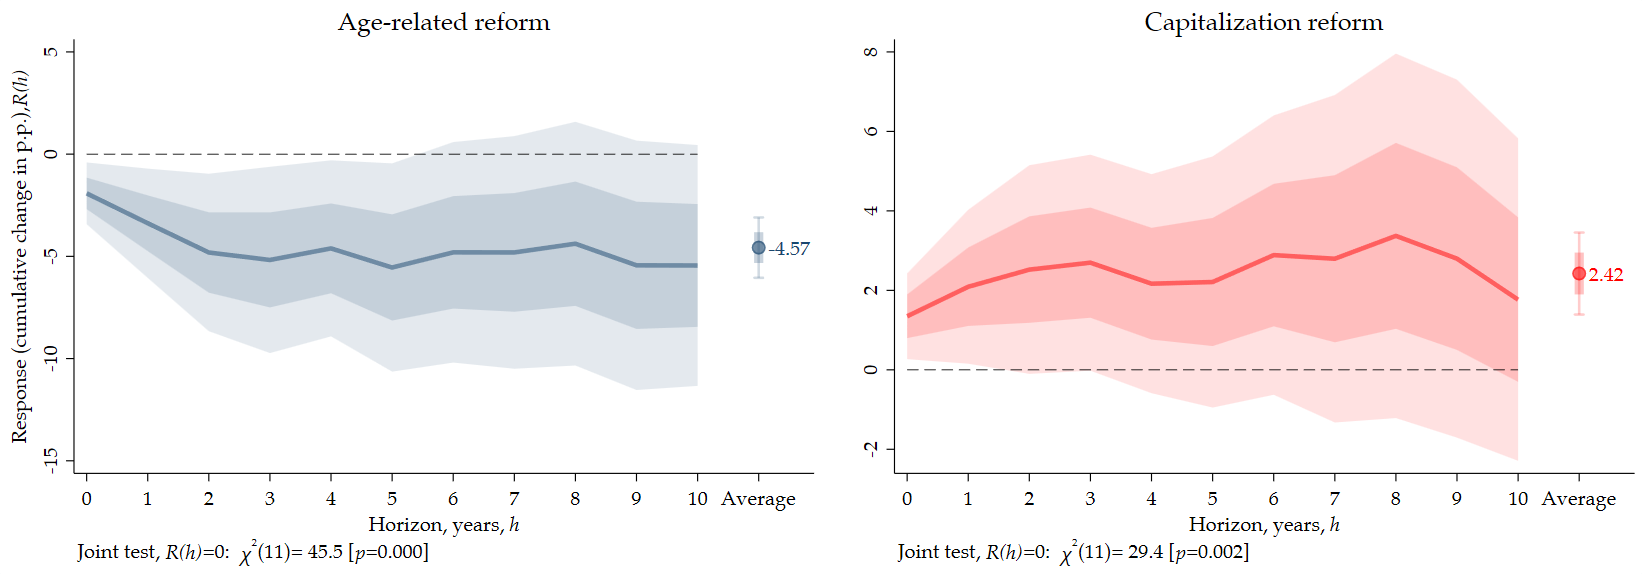 Age-related reform
Response (cumulative change in p.p.),R(h)
5
0
-5
-10
-15
-4.57
0 1 2 3 4 5 6 7 8 9 10 Average
Horizon, years, h
Joint test, R(h)=0: χ²(11)= 45.5 [p=0.000]
Capitalization reform
8
6
4
2
0
-2
2.42
0 1 2 3 4 5 6 7 8 9 10 Average
Horizon, years, h
Joint test, R(h)=0: χ²(11)= 29.4 [p=0.002]